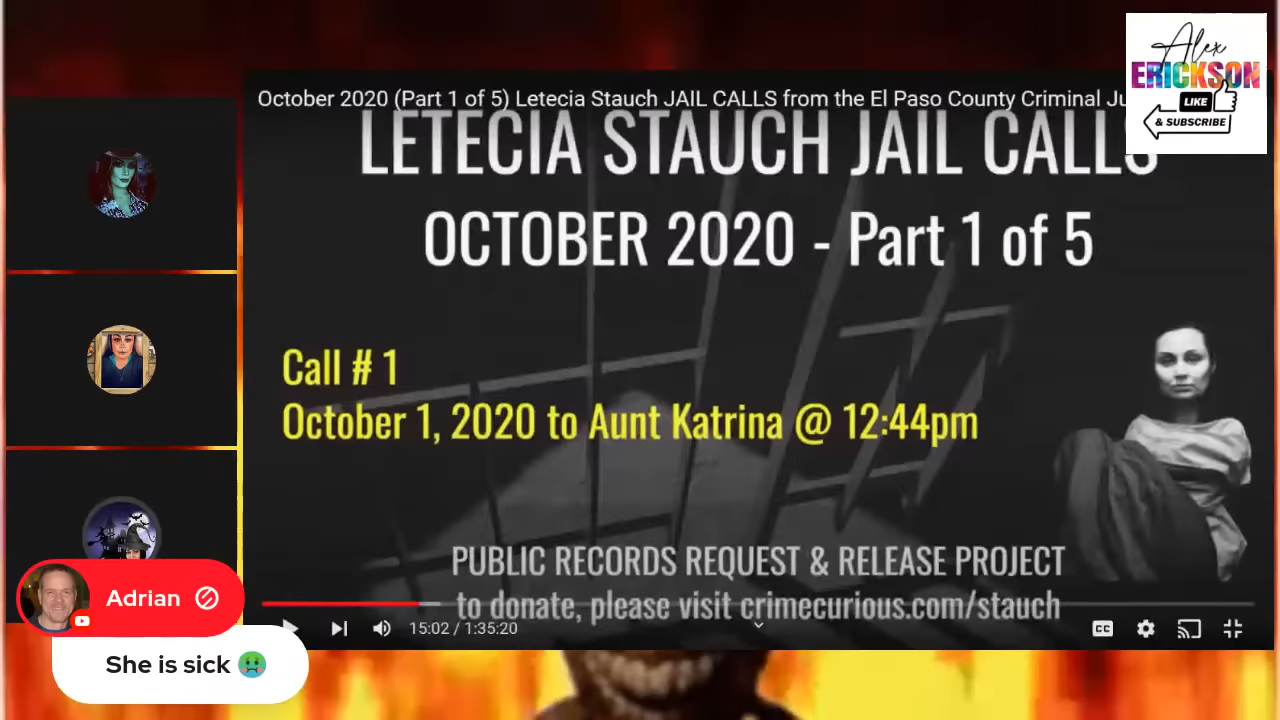 Alex
ERICKSON
LIKE
& SUBSCRIBE
October 2020 (Part 1 of 5) Letecia Stauch JAIL CALLS from the El Paso County Criminal
LETECIA STAUCH JAIL CALLS
OCTOBER 2020 - Part 1 of 5
Call # 1
October 1, 2020 to Aunt Katrina @ 12:44pm
PUBLIC RECORDS REQUEST & RELEASE PROJECT
to donate, please visit crimecurious.com/stauch
15:02 / 1:35:20
CC
Adrian
She is sick 🤢